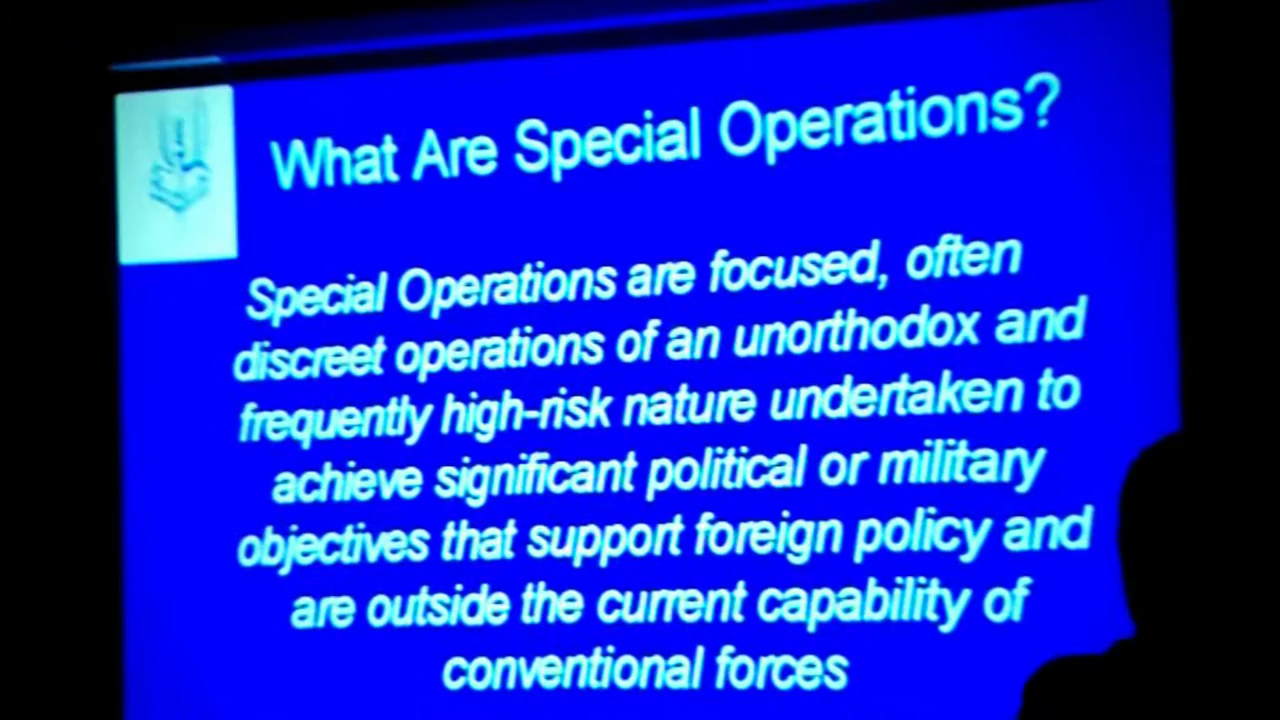 What Are Special Operations?
Special Operations are focused, often
discreet operations of an unorthodox and
frequently high-risk nature undertaken to
achieve significant political or military
objectives that support foreign policy and
are outside the current capability of
conventional forces